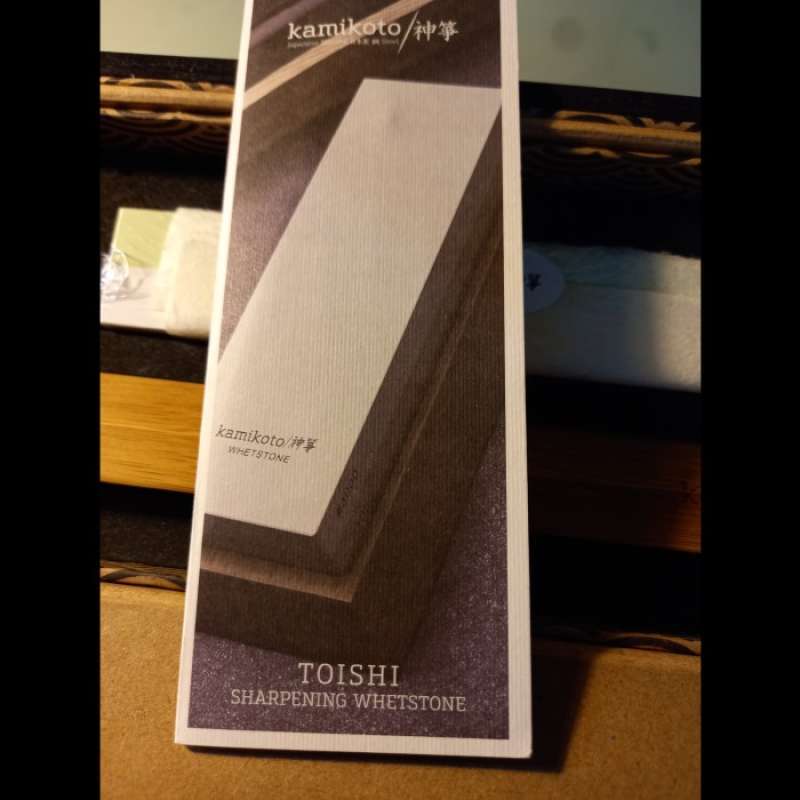 kamikoto/神箏
kamikoto/神箏
WHETSTONE
TOISHI
SHARPENING WHETSTONE